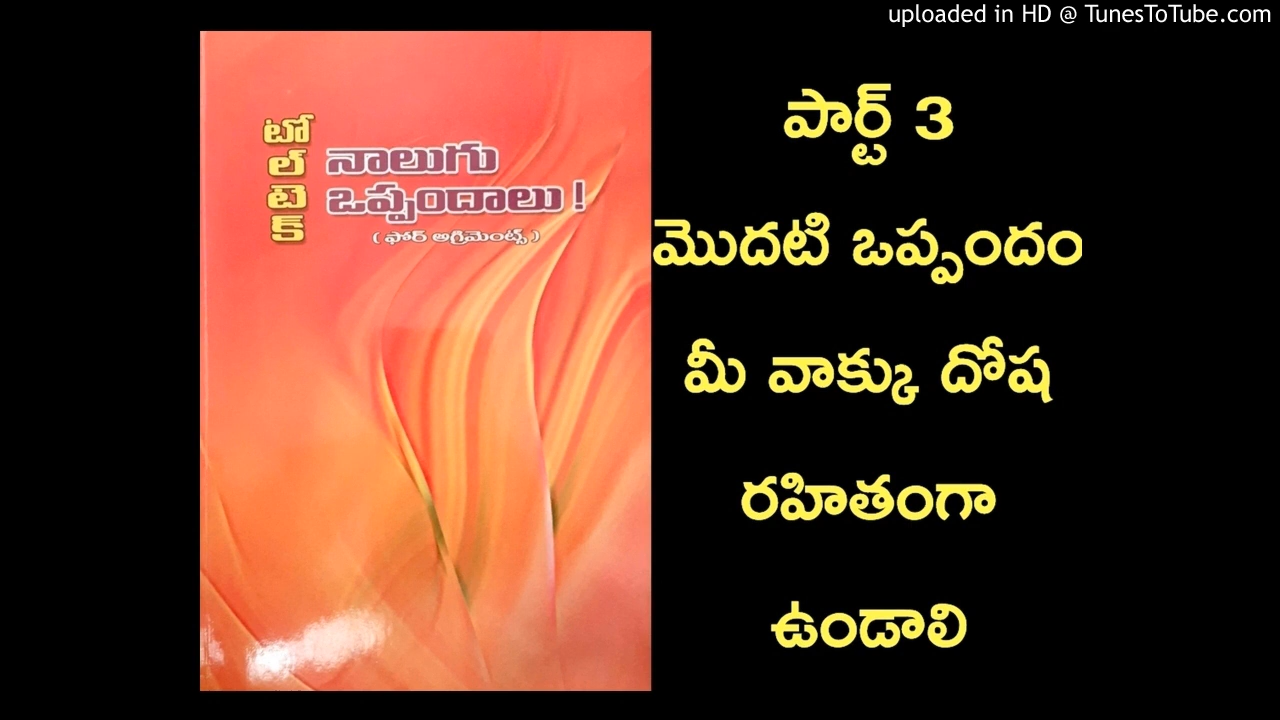 uploaded in HD @ TunesToTube.com
టోల్టెక్
నాలుగు
ఒప్పందాలు !
( ఫోర్ అగ్రిమెంట్స్ )
పార్ట్ 3
మొదటి ఒప్పందం
మీ వాక్కు దోష
రహితంగా
ఉండాలి